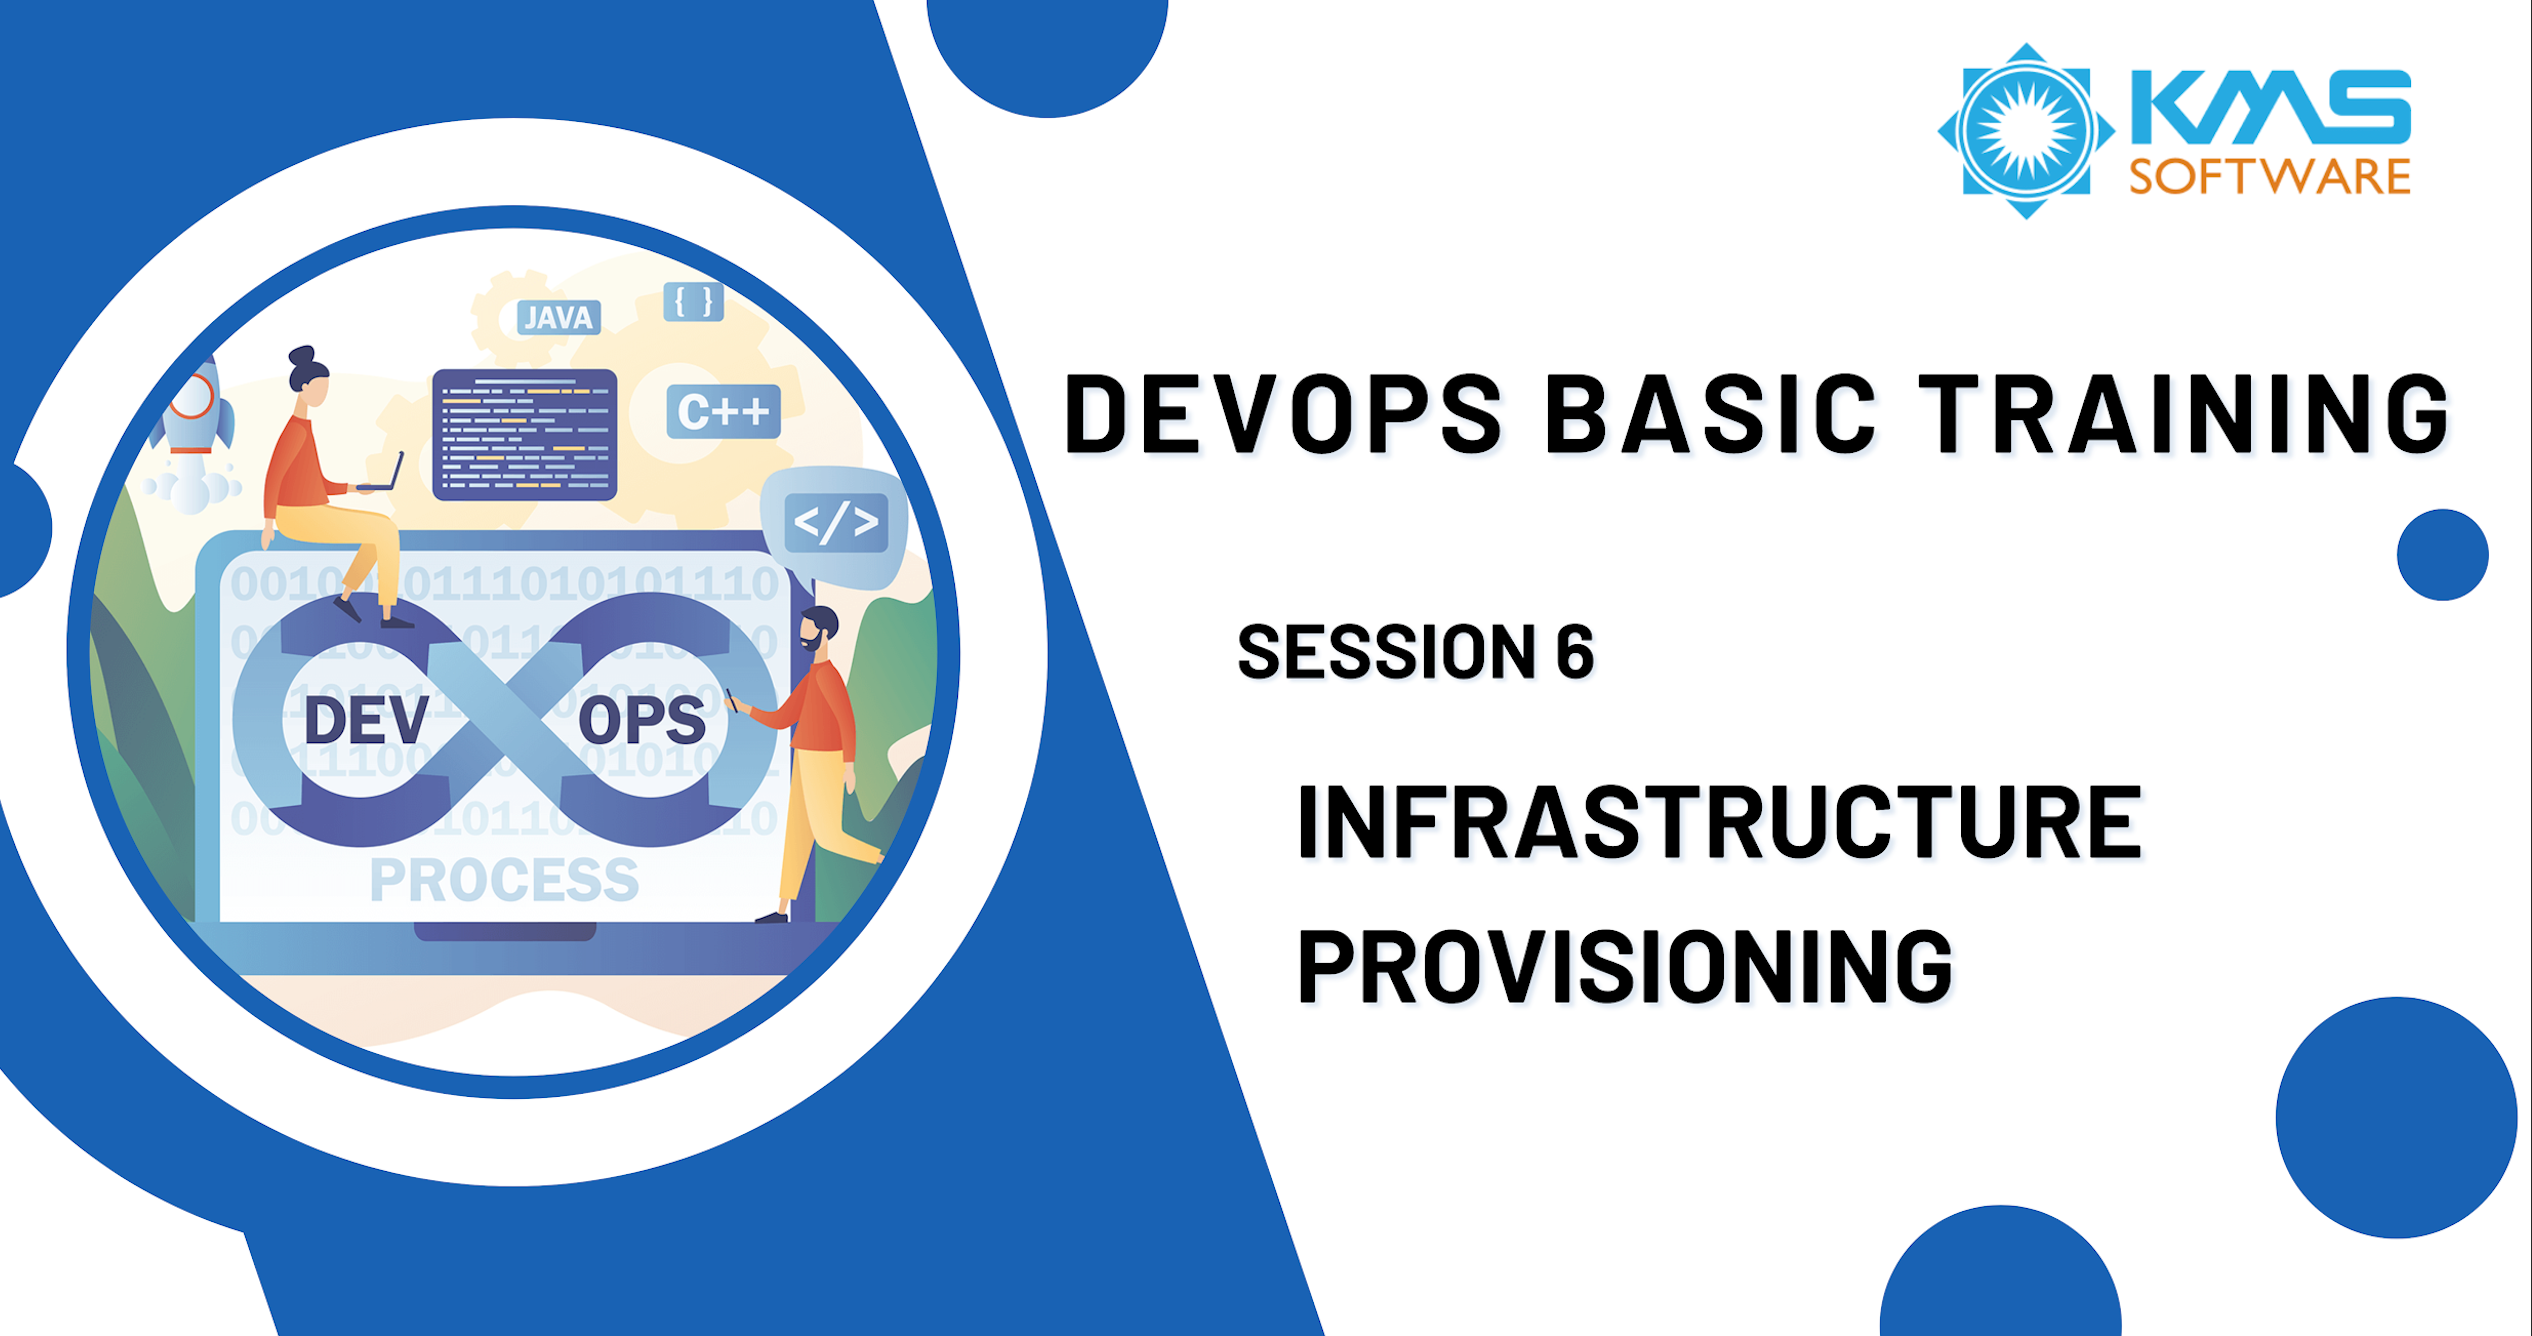 KMS
SOFTWARE
DEVOPS BASIC TRAINING
SESSION 6
INFRASTRUCTURE
PROVISIONING
JAVA
{ }
C++
</>
DEV OPS
PROCESS